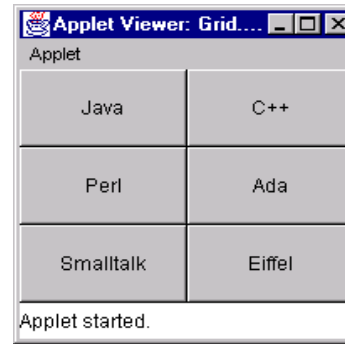 Applet Viewer: Grid....
Applet
Java C++
Perl Ada
Smalltalk Eiffel
Applet started.